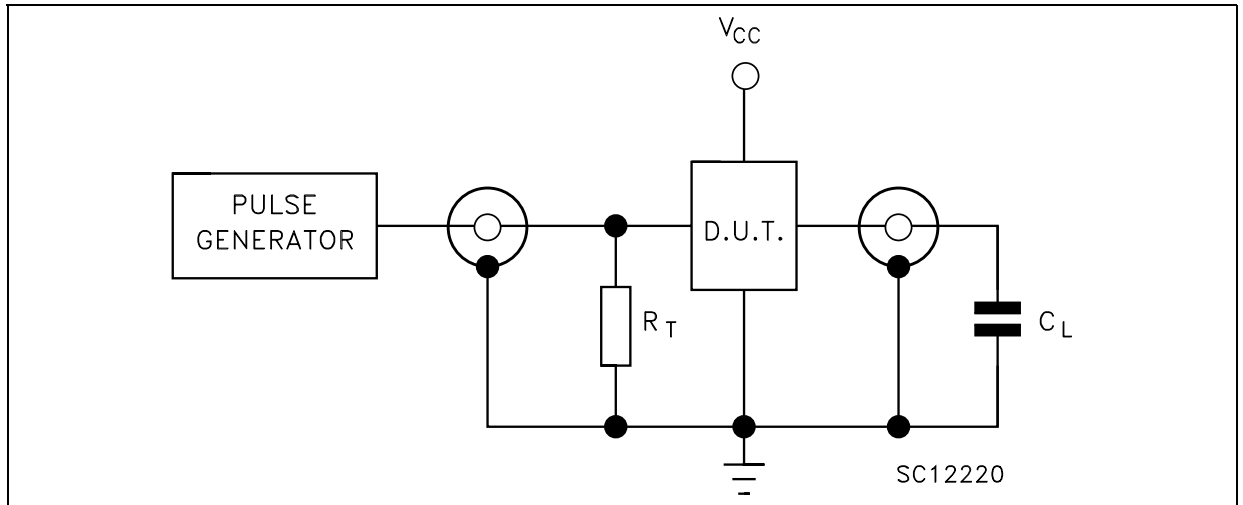 VCC
PULSE
GENERATOR
D.U.T.
RT
CL
SC12220